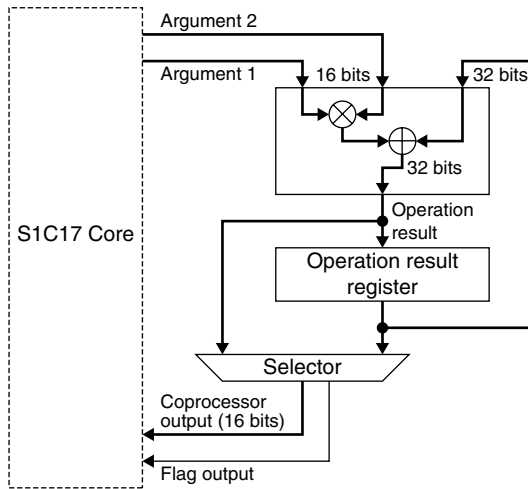 Argument 2
Argument 1
16 bits
32 bits
32 bits
S1C17 Core
Operation
result
Operation result
register
Selector
Coprocessor
output (16 bits)
Flag output